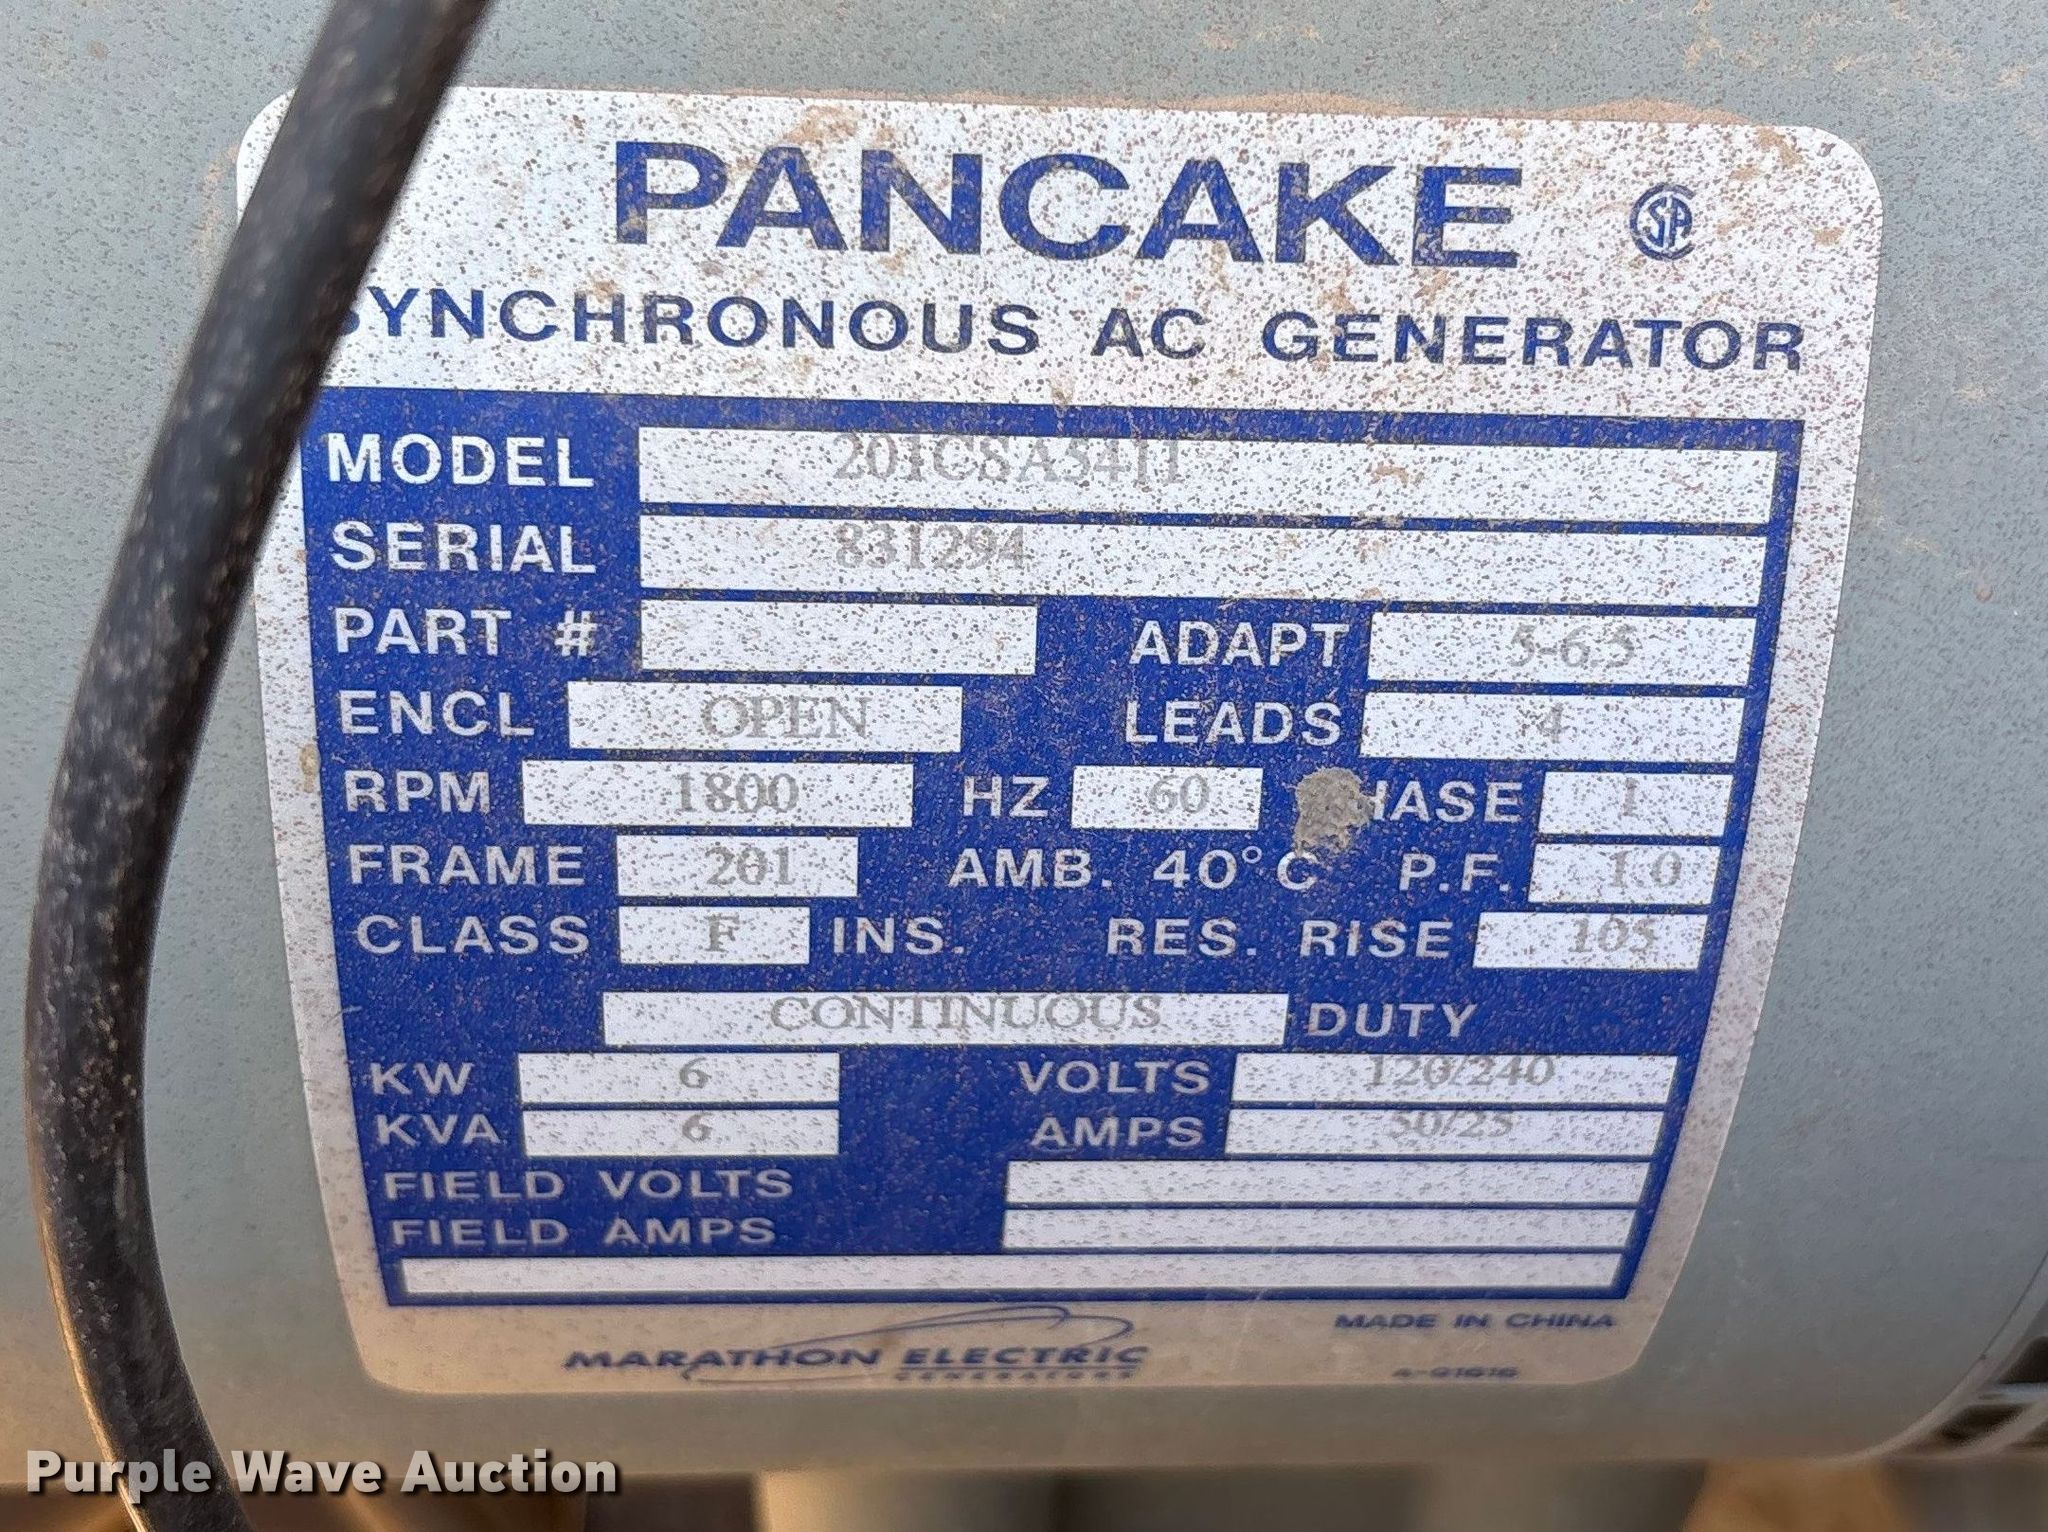 PANCAKE
SYNCHRONOUS AC GENERATOR
MODEL 201CSA5411
SERIAL 831294
PART # ADAPT 5-6.5
ENCL OPEN LEADS 4
RPM 1800 HZ 60 PHASE 1
FRAME 201 AMB. 40°C P.F. 1.0
CLASS F INS. RES. RISE 105
CONTINUOUS DUTY
KW 6 VOLTS 120/240
KVA 6 AMPS 50/25
FIELD VOLTS
FIELD AMPS
MADE IN CHINA
MARATHON ELECTRIC
GENERATORS
Purple Wave Auction